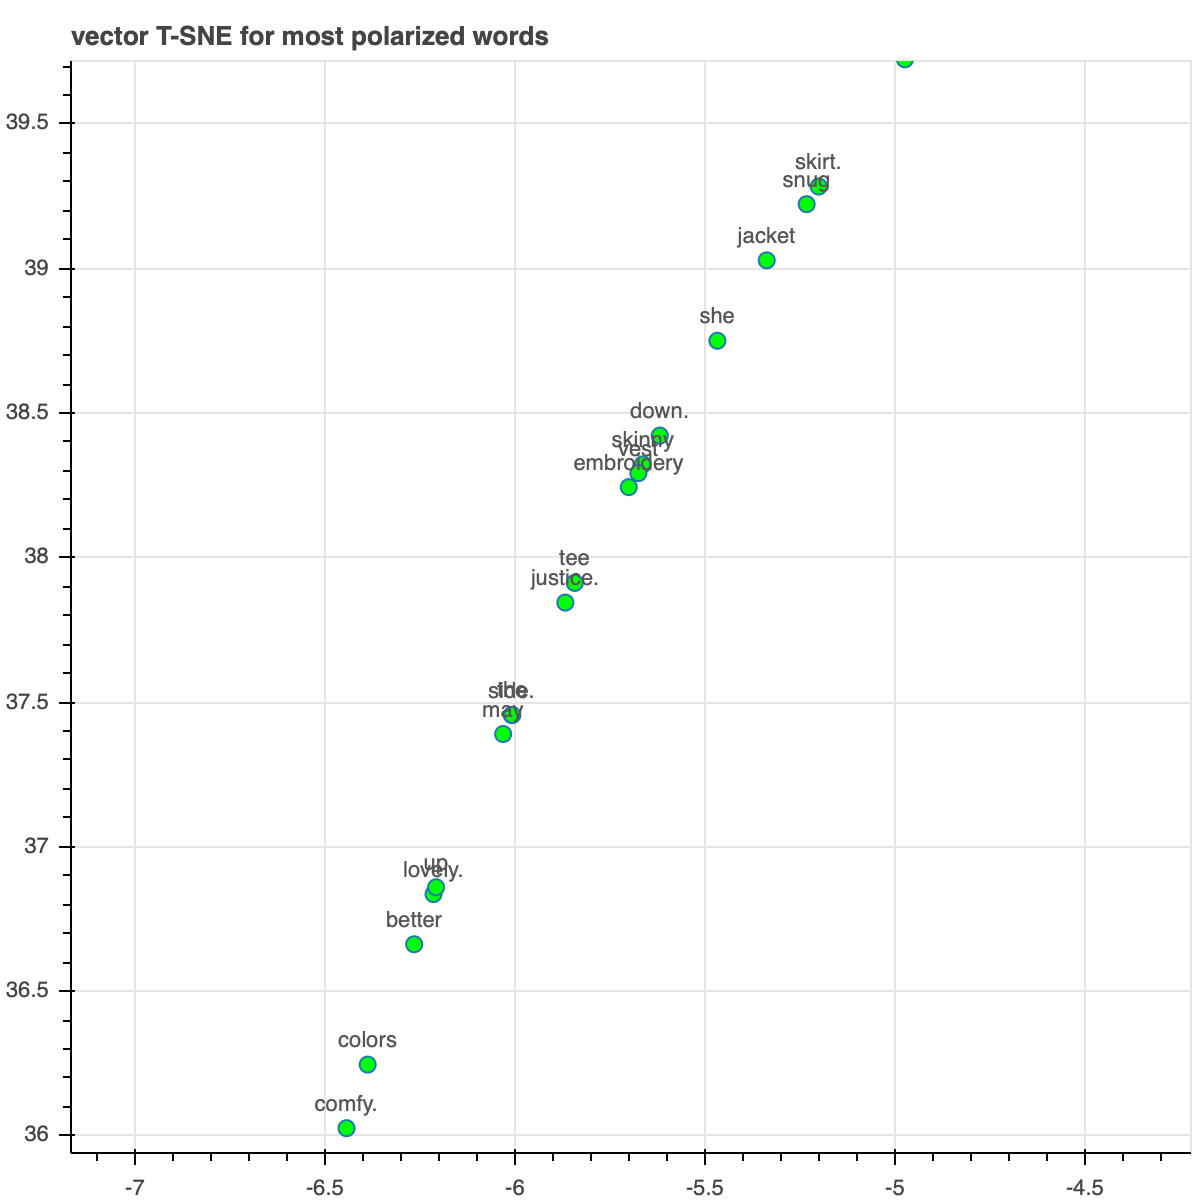 vector T-SNE for most polarized words
39.5
skirt.
snug
jacket
39
she
38.5
down.
skinny
vest
embroidery
38
tee
justice.
37.5
side.
the
may
37
up
lovely.
better
36.5
colors
comfy.
36
-7 -6.5 -6 -5.5 -5 -4.5